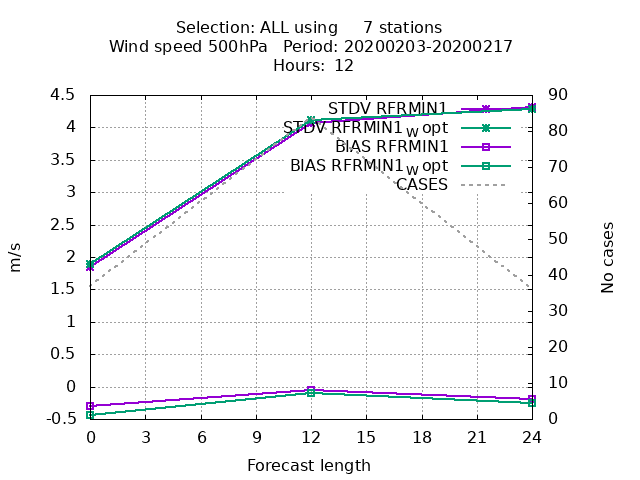 Selection: ALL using 7 stations
Wind speed 500hPa Period: 20200203-20200217
Hours: 12
4.5
4
3.5
3
2.5
2
1.5
1
0.5
0
-0.5
m/s
STDV RFRMIN1
STDV RFRMIN1w opt
BIAS RFRMIN1
BIAS RFRMIN1w opt
CASES
90
80
70
60
50
40
30
20
10
0
No cases
0 3 6 9 12 15 18 21 24
Forecast length